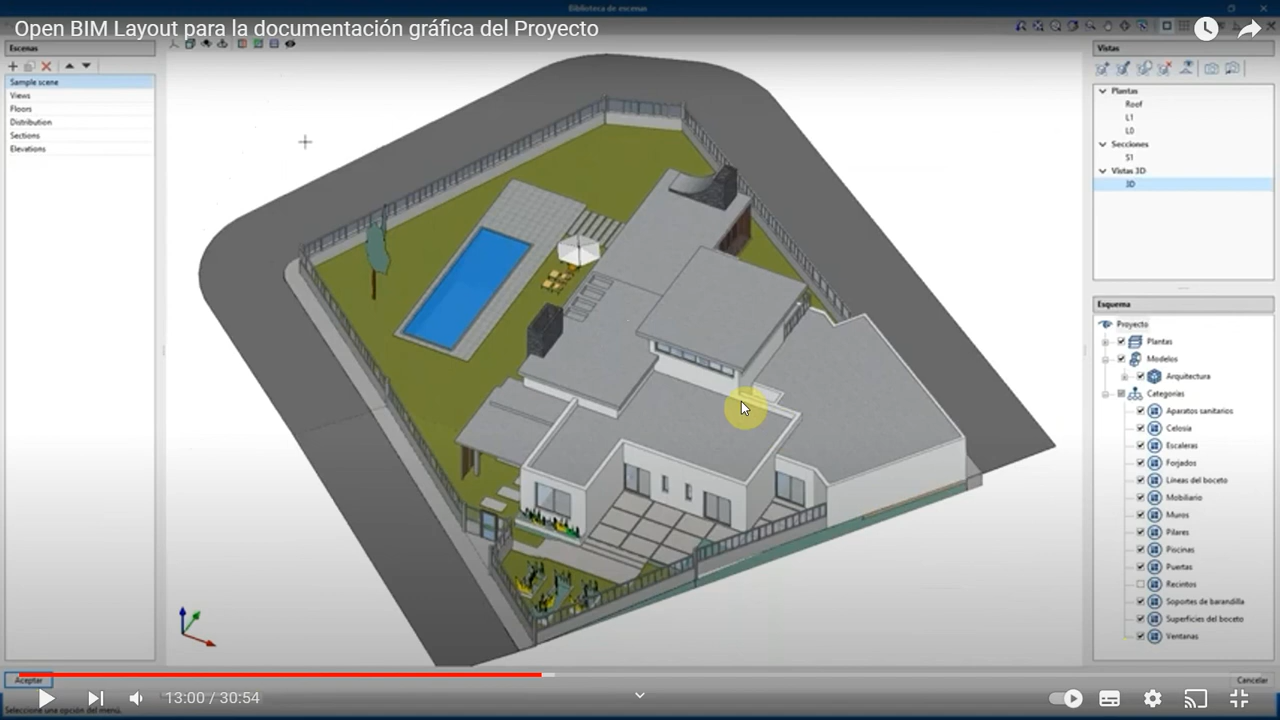 Biblioteca de escenas
Open BIM Layout para la documentación gráfica del Proyecto
Escenas
Sample scene
Views
Floors
Distribution
Sections
Elevations
Vistas
Plantas
Roof
L1
L0
Secciones
S1
Vistas 3D
3D
Esquema
Proyecto
Plantas
Modelos
Arquitectura
Categorías
Aparatos sanitarios
Celosía
Escaleras
Forjados
Líneas del boceto
Mobiliario
Muros
Pilares
Piscinas
Puertas
Recintos
Soportes de barandilla
Superficies del boceto
Ventanas
Aceptar
Cancelar
13:00 / 30:54
Seleccione una opción del menú.